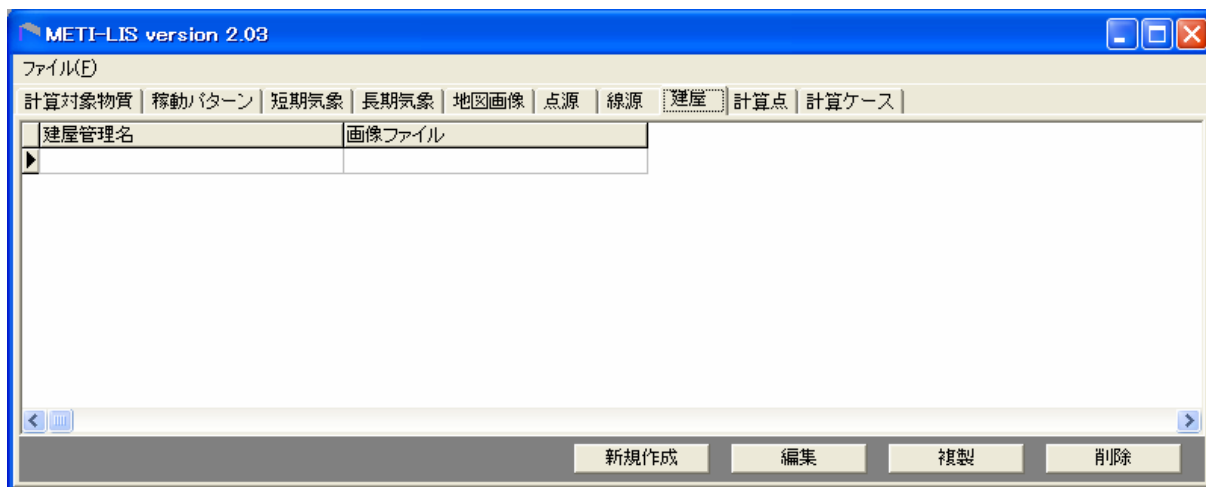 METI-LIS version 2.03
ファイル(F)
計算対象物質 稼動パターン 短期気象 長期気象 地図画像 点源 線源 建屋 計算点 計算ケース
建屋管理名 画像ファイル
新規作成 編集 複製 削除